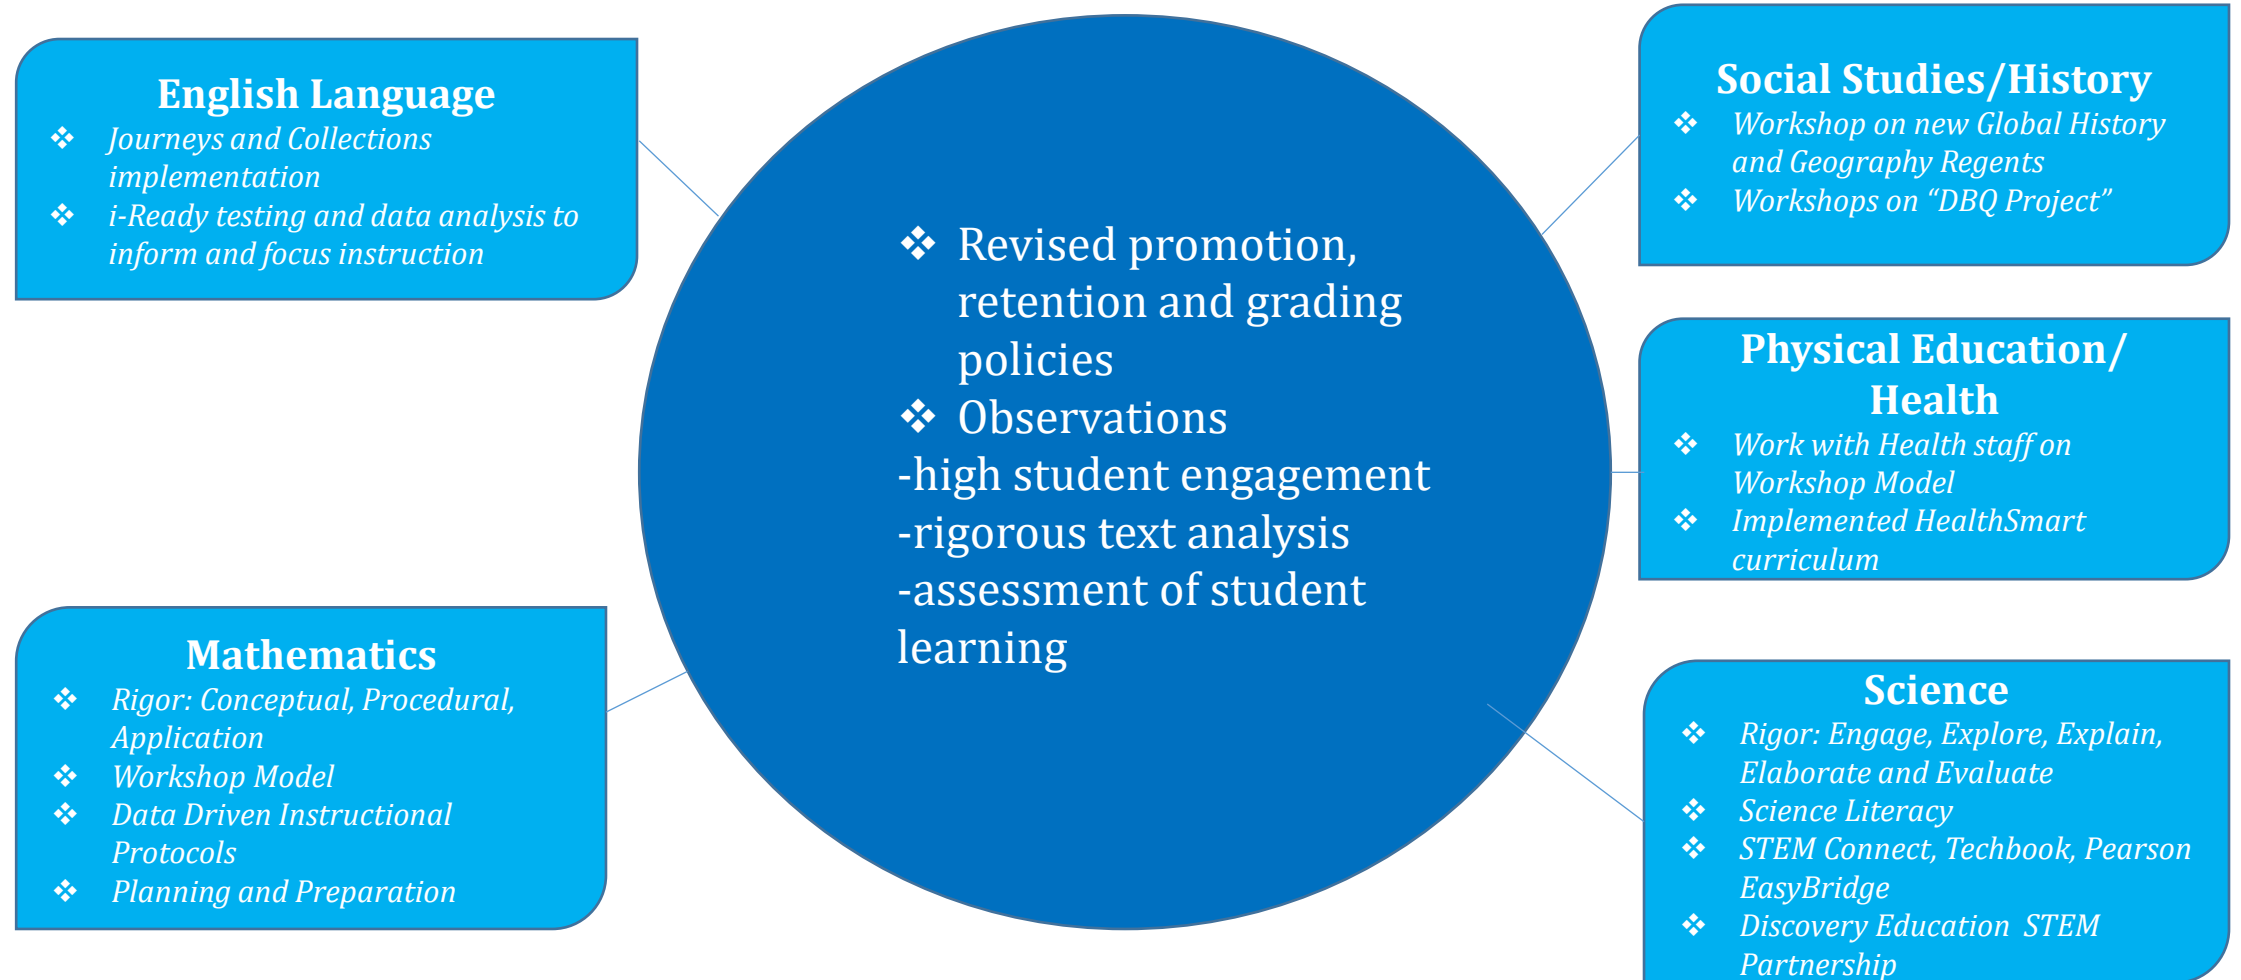 English Language
❖ Journeys and Collections
implementation
❖ i-Ready testing and data analysis to
inform and focus instruction
Mathematics
❖ Rigor: Conceptual, Procedural,
Application
❖ Workshop Model
❖ Data Driven Instructional
Protocols
❖ Planning and Preparation
❖ Revised promotion,
retention and grading
policies
❖ Observations
-high student engagement
-rigorous text analysis
-assessment of student
learning
Social Studies/History
❖ Workshop on new Global History
and Geography Regents
❖ Workshops on “DBQ Project”
Physical Education/
Health
❖ Work with Health staff on
Workshop Model
❖ Implemented HealthSmart
curriculum
Science
❖ Rigor: Engage, Explore, Explain,
Elaborate and Evaluate
❖ Science Literacy
❖ STEM Connect, Techbook, Pearson
EasyBridge
❖ Discovery Education STEM
Partnership